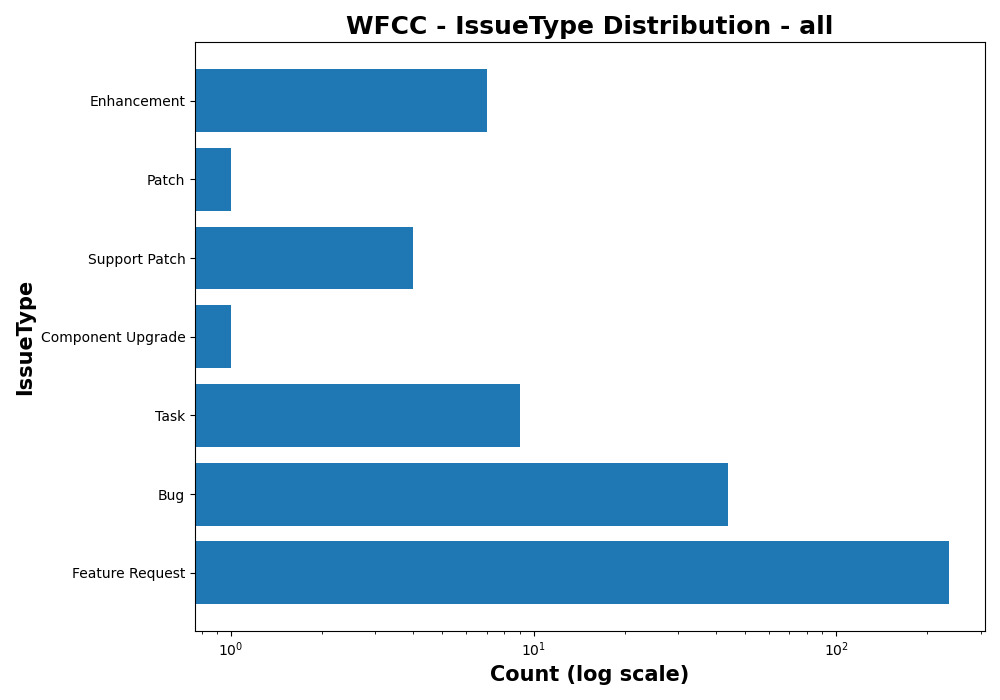 WFCC - IssueType Distribution - all
Enhancement
Patch
Support Patch
Component Upgrade
Task
Bug
Feature Request
IssueType
10⁰
10¹
10²
Count (log scale)